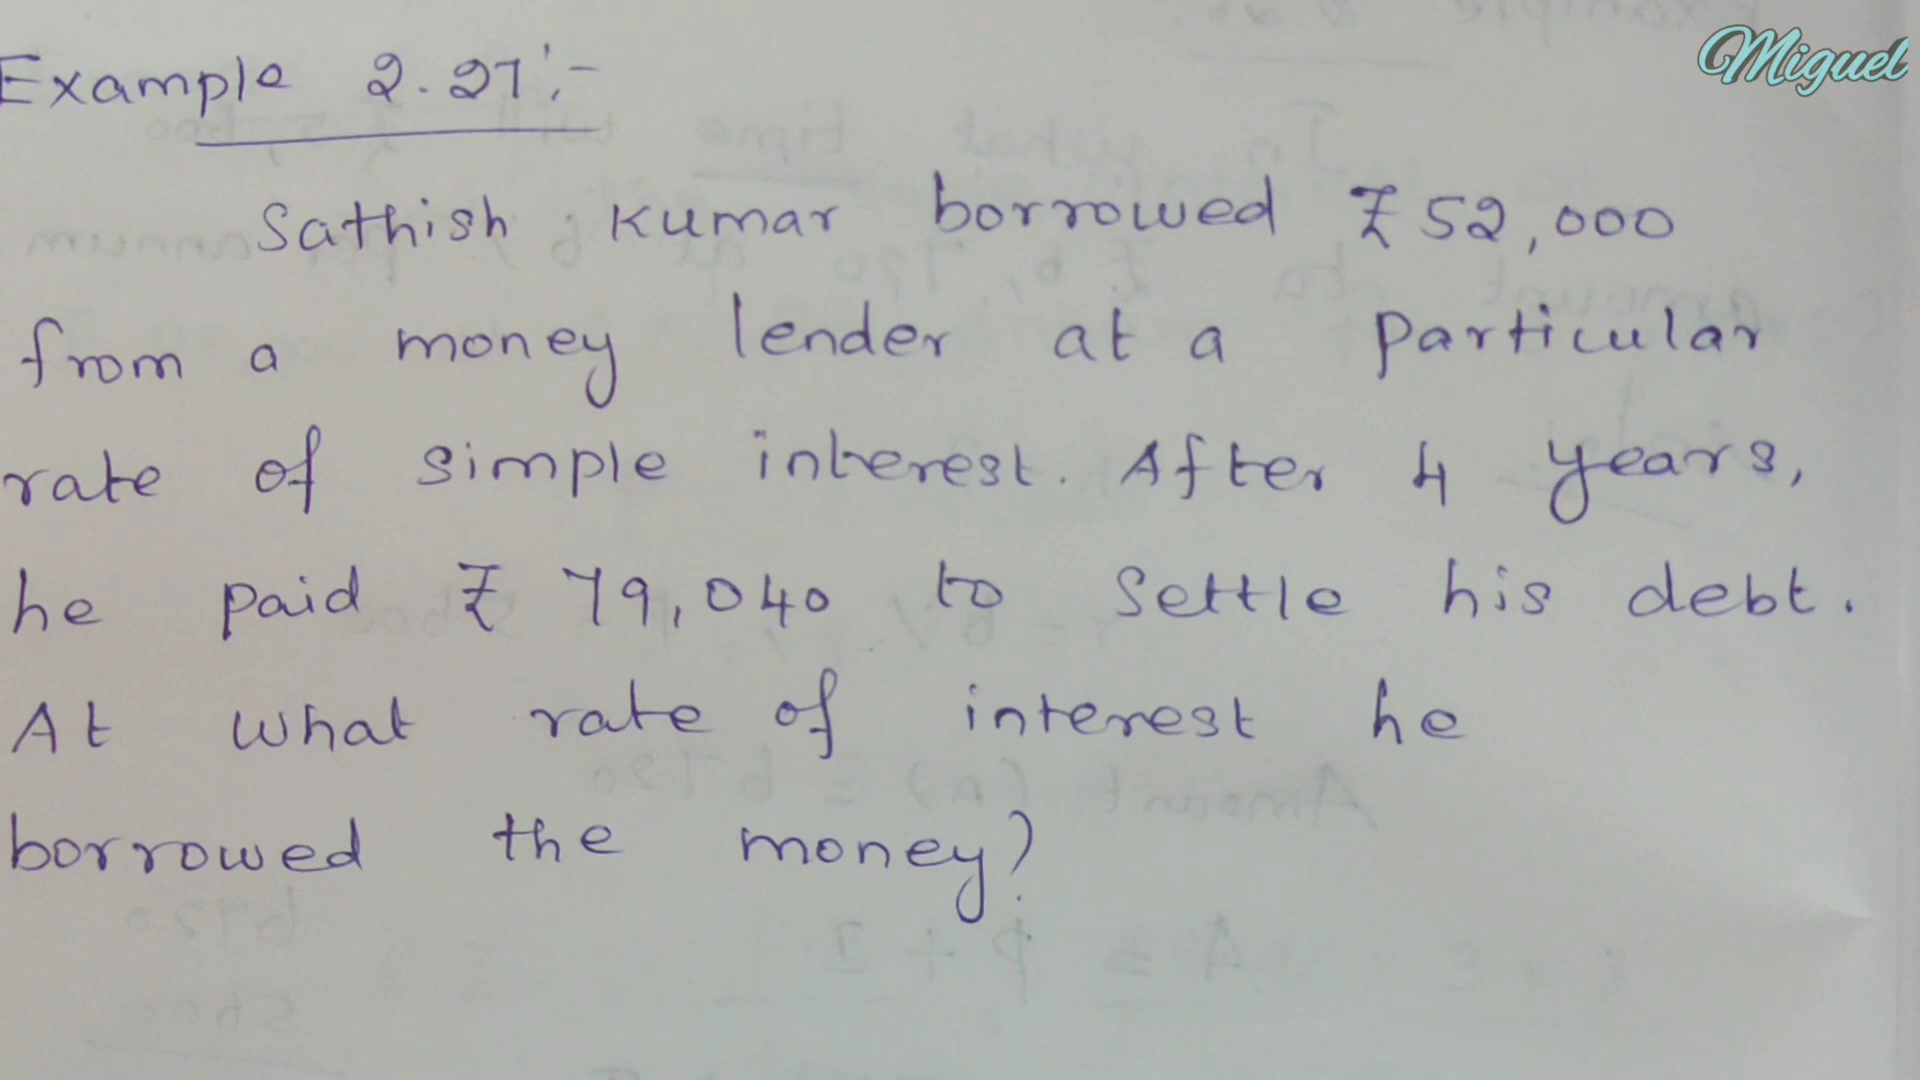 Miguel
Example 2.27:-
Sathish Kumar borrowed ₹ 52,000
from a money lender at a particular
rate of simple interest. After 4 years,
he paid ₹ 79,040 to settle his debt.
At what rate of interest he
borrowed the money?